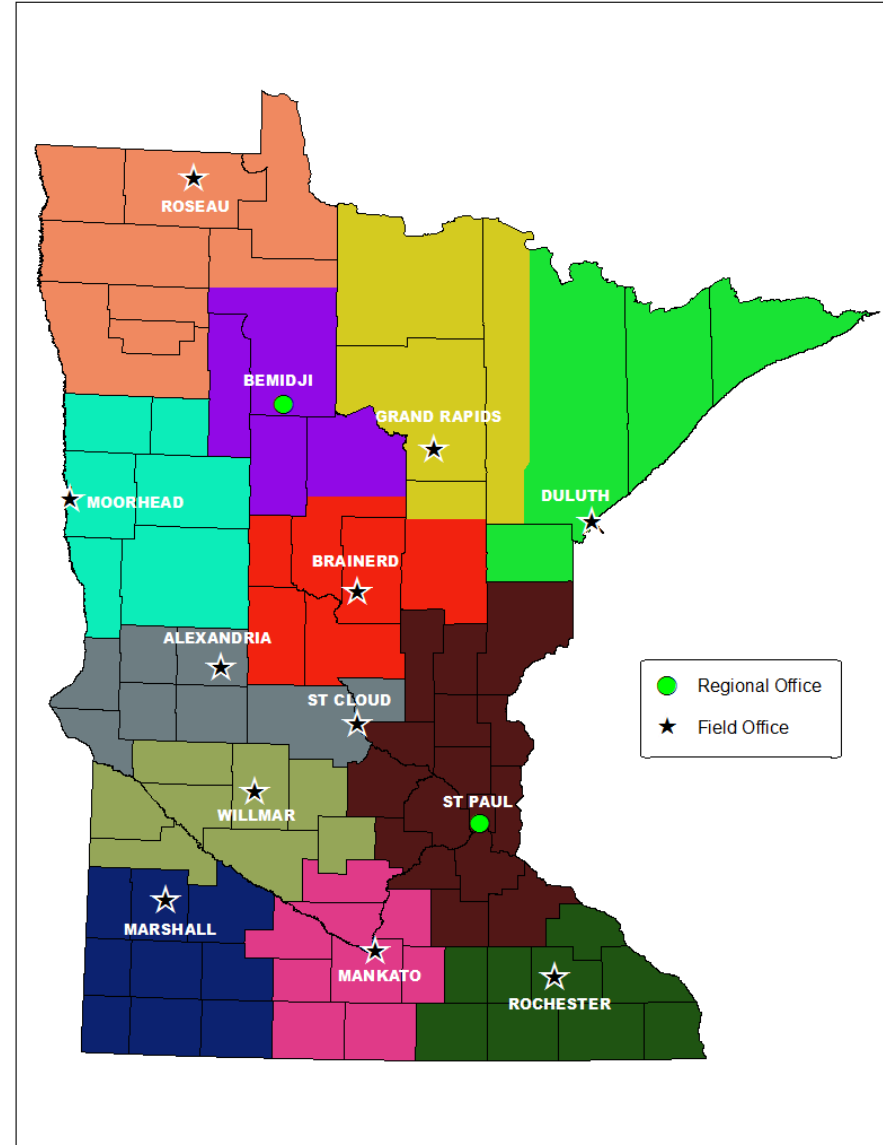 ROSEAU
BEMIDJI
GRAND RAPIDS
MOORHEAD
DULUTH
BRAINERD
ALEXANDRIA
ST CLOUD
Regional Office
Field Office
WILLMAR
ST PAUL
MARSHALL
MANKATO
ROCHESTER